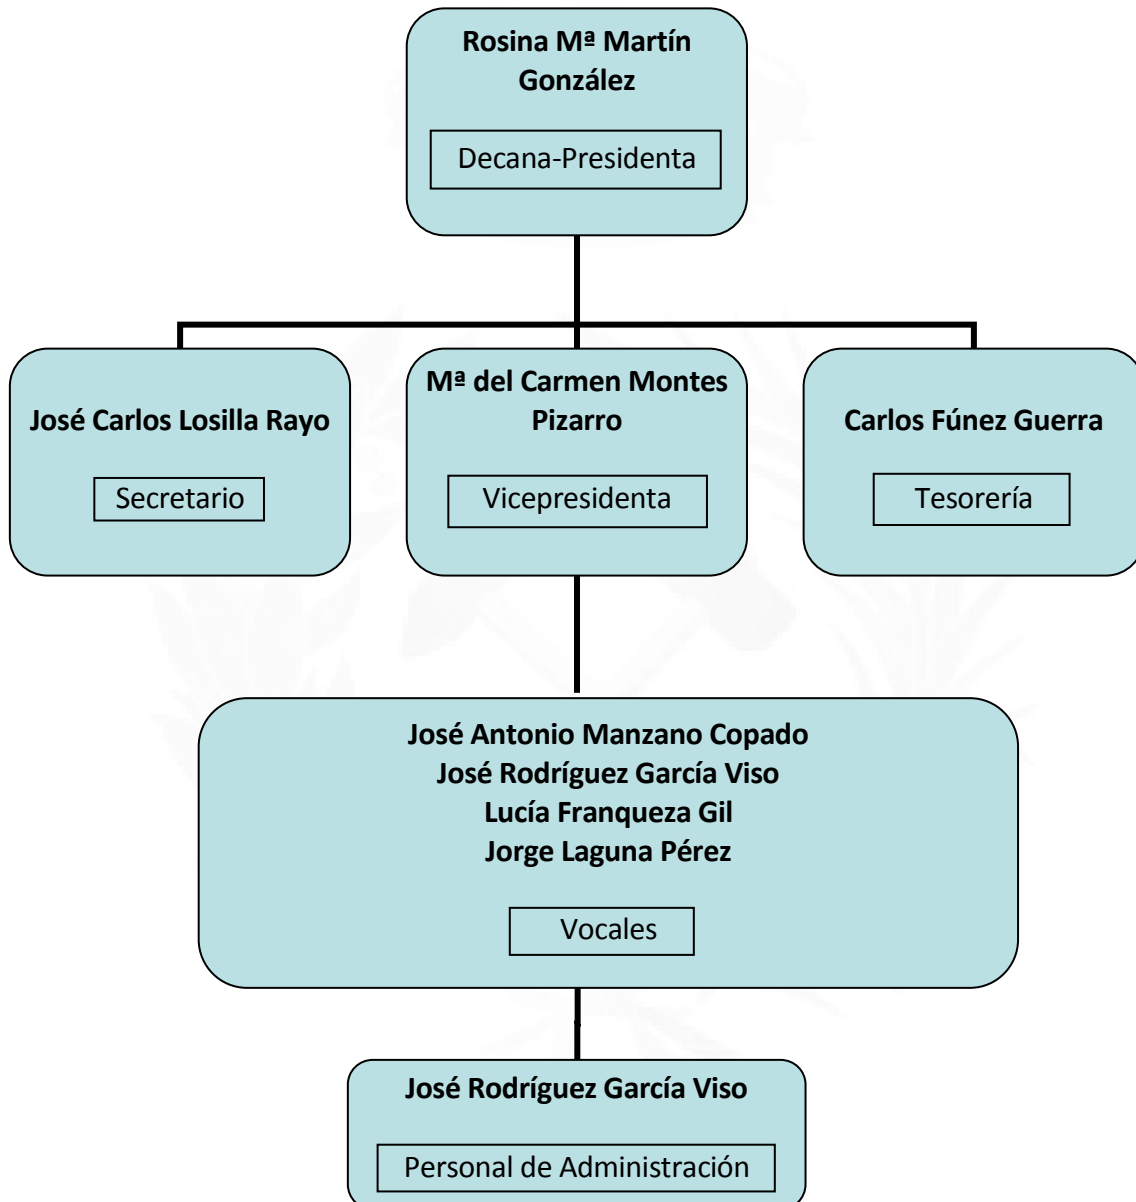 Rosina Mª Martín
González
Decana-Presidenta
José Carlos Losilla Rayo
Secretario
Mª del Carmen Montes
Pizarro
Vicepresidenta
Carlos Fúnez Guerra
Tesorería
José Antonio Manzano Copado
José Rodríguez García Viso
Lucía Franqueza Gil
Jorge Laguna Pérez
Vocales
José Rodríguez García Viso
Personal de Administración